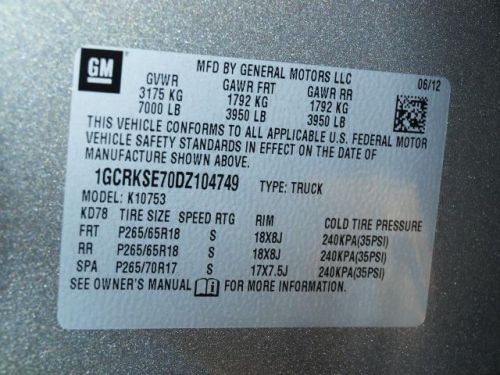 GM
MFD BY GENERAL MOTORS LLC
06/12
GVWR GAWR FRT GAWR RR
3175 KG 1792 KG 1792 KG
7000 LB 3950 LB 3950 LB
THIS VEHICLE CONFORMS TO ALL APPLICABLE U.S. FEDERAL MOTOR
VEHICLE SAFETY STANDARDS IN EFFECT ON THE DATE OF
MANUFACTURE SHOWN ABOVE.
1GCRKSE70DZ104749 TYPE: TRUCK
MODEL: K10753
KD78 TIRE SIZE SPEED RTG RIM COLD TIRE PRESSURE
FRT P265/65R18 S 18X8J 240KPA(35PSI)
RR P265/65R18 S 18X8J 240KPA(35PSI)
SPA P265/70R17 S 17X7.5J 240KPA(35PSI)
SEE OWNER'S MANUAL FOR MORE INFORMATION.